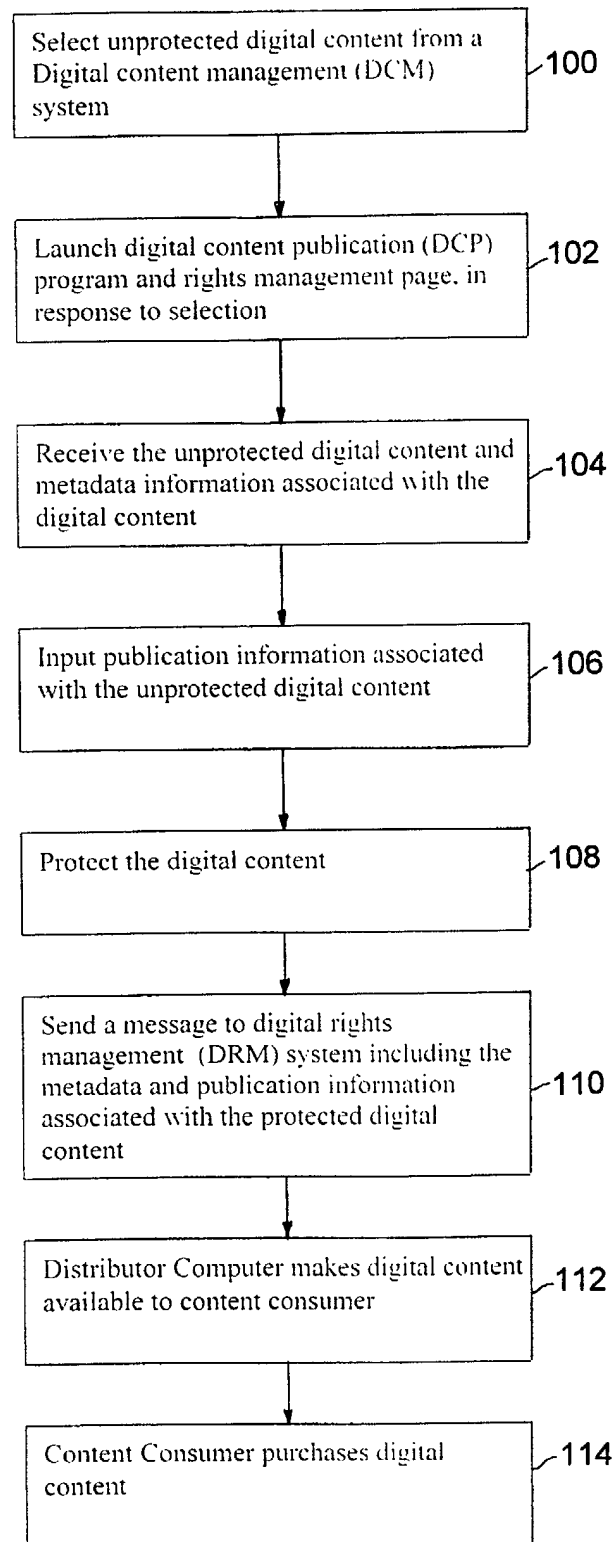 Select unprotected digital content from a
Digital content management (DCM)
system
100
Launch digital content publication (DCP)
program and rights management page. in
response to selection
102
Receive the unprotected digital content and
metadata information associated with the
digital content
104
Input publication information associated
with the unprotected digital content
106
Protect the digital content
108
Send a message to digital rights
management (DRM) system including the
metadata and publication information
associated with the protected digital
content
110
Distributor Computer makes digital content
available to content consumer
112
Content Consumer purchases digital
content
114